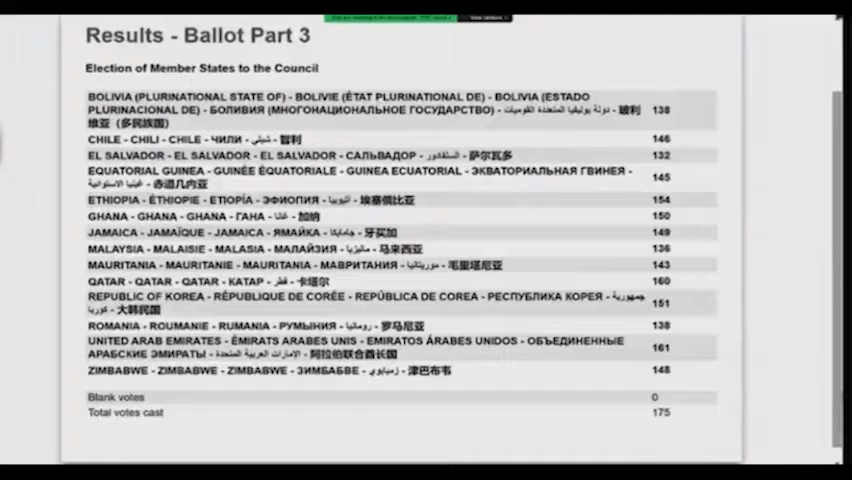 Results - Ballot Part 3
Election of Member States to the Council
BOLIVIA (PLURINATIONAL STATE OF) - BOLIVIE (ÉTAT PLURINATIONAL DE) - BOLIVIA (ESTADO
PLURINACIONAL DE) - БОЛИВИЯ (МНОГОНАЦИОНАЛЬНОЕ ГОСУДАРСТВО) - دولة بوليفيا المتعددة القوميات - 玻利 138
维亚（多民族国）
CHILE - CHILI - CHILE - ЧИЛИ - شيلي - 智利 146
EL SALVADOR - EL SALVADOR - EL SALVADOR - САЛЬВАДОР - السلفادور - 萨尔瓦多 132
EQUATORIAL GUINEA - GUINÉE ÉQUATORIALE - GUINEA ECUATORIAL - ЭКВАТОРИАЛЬНАЯ ГВИНЕЯ - 145
غينيا الاستوائية - 赤道几内亚
ETHIOPIA - ÉTHIOPIE - ETIOPÍA - ЭФИОПИЯ - أثيوبيا - 埃塞俄比亚 154
GHANA - GHANA - GHANA - ГАНА - غانا - 加纳 150
JAMAICA - JAMAÏQUE - JAMAICA - ЯМАЙКА - جامايكا - 牙买加 149
MALAYSIA - MALAISIE - MALASIA - МАЛАЙЗИЯ - ماليزيا - 马来西亚 136
MAURITANIA - MAURITANIE - MAURITANIA - МАВРИТАНИЯ - موريتانيا - 毛里塔尼亚 143
QATAR - QATAR - QATAR - КАТАР - قطر - 卡塔尔 160
REPUBLIC OF KOREA - RÉPUBLIQUE DE CORÉE - REPÚBLICA DE COREA - РЕСПУБЛИКА КОРЕЯ - جمهورية 151
كوريا - 大韩民国
ROMANIA - ROUMANIE - RUMANIA - РУМЫНИЯ - رومانيا - 罗马尼亚 138
UNITED ARAB EMIRATES - ÉMIRATS ARABES UNIS - EMIRATOS ÁRABES UNIDOS - ОБЪЕДИНЕННЫЕ 161
АРАБСКИЕ ЭМИРАТЫ - الامارات العربية المتحدة - 阿拉伯联合酋长国
ZIMBABWE - ZIMBABWE - ZIMBABWE - ЗИМБАБВЕ - زمبابوي - 津巴布韦 148
Blank votes 0
Total votes cast 175